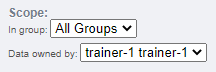 Scope:
In group: All Groups
Data owned by: trainer-1 trainer-1